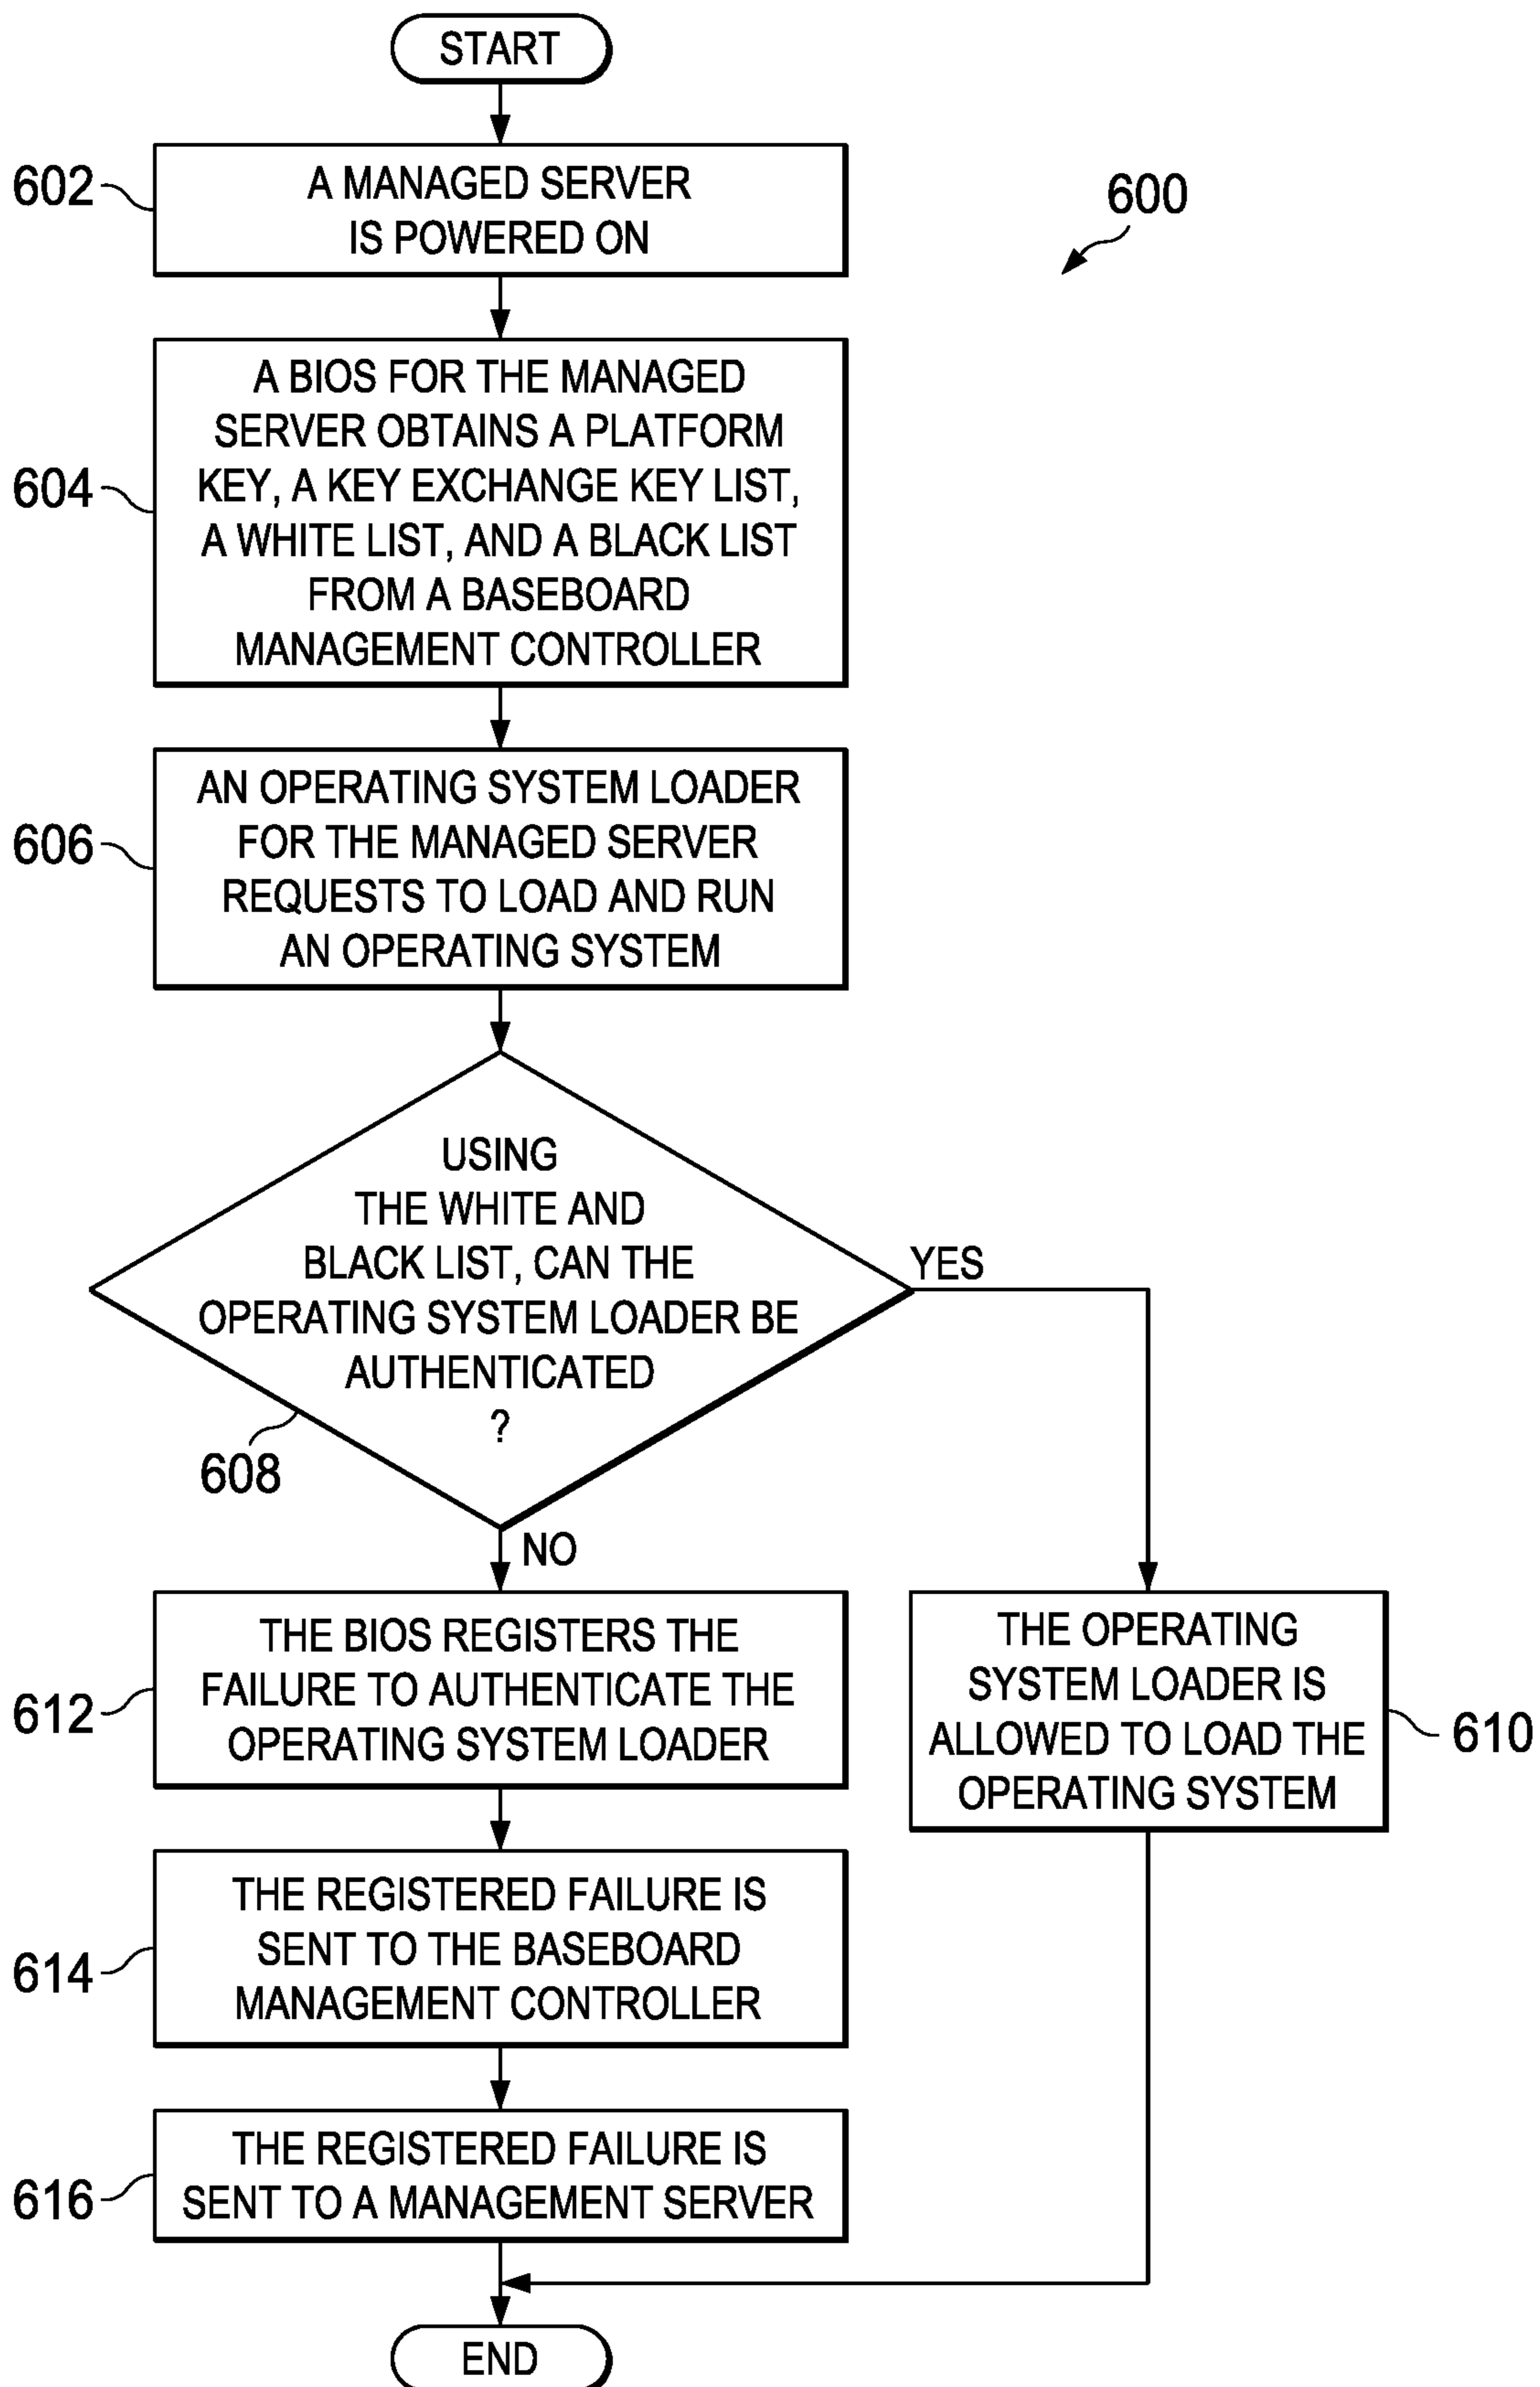 START
602
A MANAGED SERVER
IS POWERED ON
600
604
A BIOS FOR THE MANAGED
SERVER OBTAINS A PLATFORM
KEY, A KEY EXCHANGE KEY LIST,
A WHITE LIST, AND A BLACK LIST
FROM A BASEBOARD
MANAGEMENT CONTROLLER
606
AN OPERATING SYSTEM LOADER
FOR THE MANAGED SERVER
REQUESTS TO LOAD AND RUN
AN OPERATING SYSTEM
USING
THE WHITE AND
BLACK LIST, CAN THE
OPERATING SYSTEM LOADER BE
AUTHENTICATED
?
608
YES
NO
612
THE BIOS REGISTERS THE
FAILURE TO AUTHENTICATE THE
OPERATING SYSTEM LOADER
THE OPERATING
SYSTEM LOADER IS
ALLOWED TO LOAD THE
OPERATING SYSTEM
610
614
THE REGISTERED FAILURE IS
SENT TO THE BASEBOARD
MANAGEMENT CONTROLLER
616
THE REGISTERED FAILURE IS
SENT TO A MANAGEMENT SERVER
END